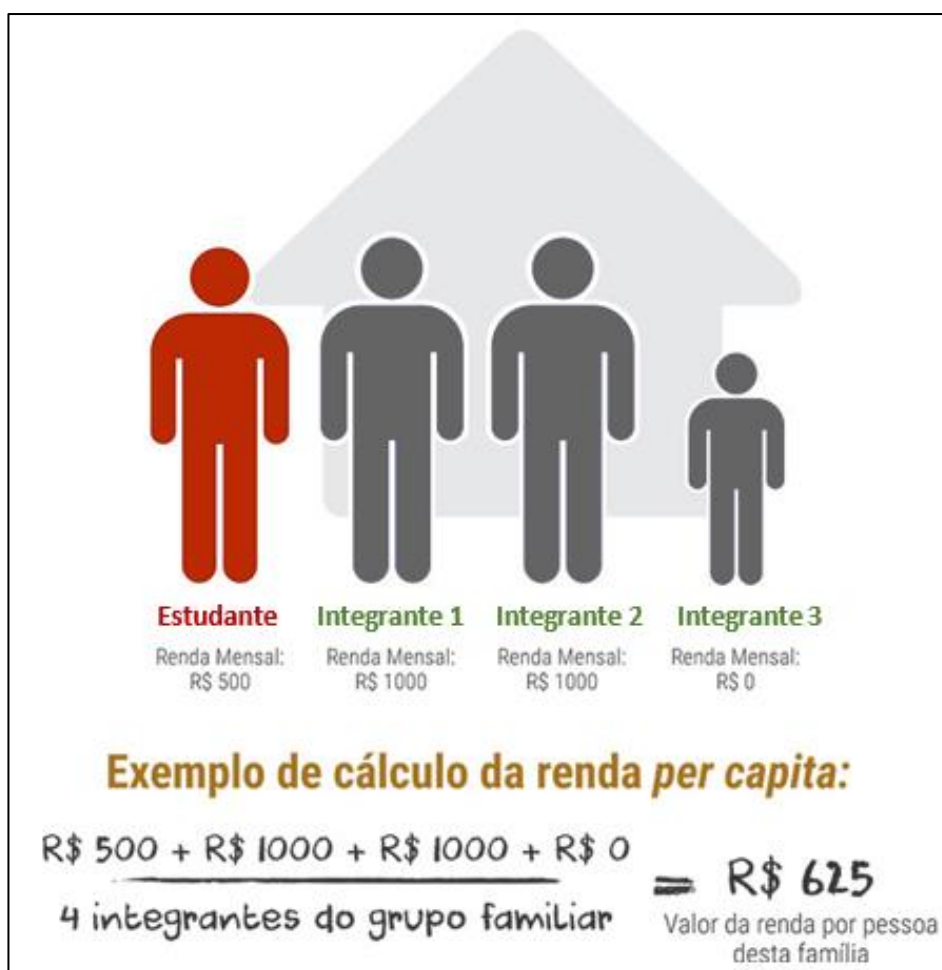 Estudante Integrante 1 Integrante 2 Integrante 3
Renda Mensal: Renda Mensal: Renda Mensal: Renda Mensal:
R$ 500 R$ 1000 R$ 1000 R$ 0
Exemplo de cálculo da renda per capita:
R$ 500 + R$ 1000 + R$ 1000 + R$ 0
4 integrantes do grupo familiar
= R$ 625
Valor da renda por pessoa
desta família